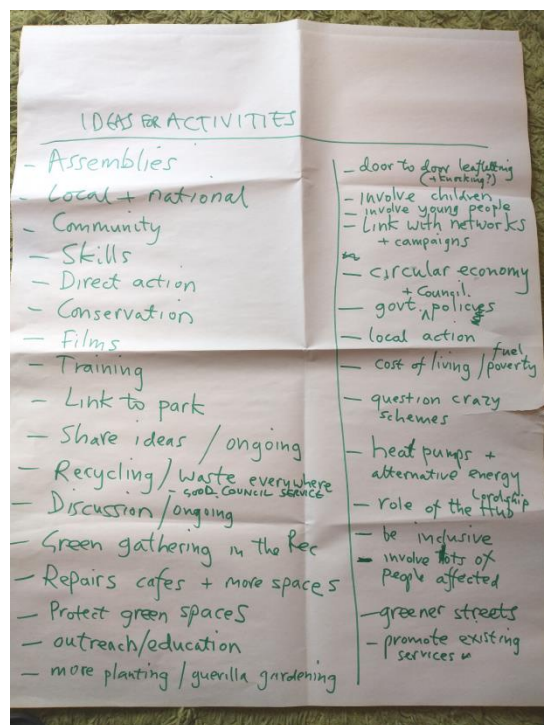 IDEAS FOR ACTIVITIES
- Assemblies
- Local + national
- Community
- Skills
- Direct action
- Conservation
- Films
- Training
- Link to park
- Share ideas / ongoing
- Recycling / waste everywhere
- GOOD COUNCIL SERVICE
- Discussion / ongoing
- Green gathering in the Rec
- Repairs cafes + more spaces
- Protect green spaces
- outreach/education
- more planting / guerilla gardening
- door to door leafletting
(+ knocking?)
- involve children
- involve young people
- Link with networks
+ campaigns
- circular economy
+ Council.
- govt ^ policies
- local action
- cost of living / fuel
poverty
- question crazy
schemes
- heat pumps +
alternative energy
- role of the Lordship
Hub
- be inclusive
- involve lots of
people affected
- greener streets
- promote existing
services